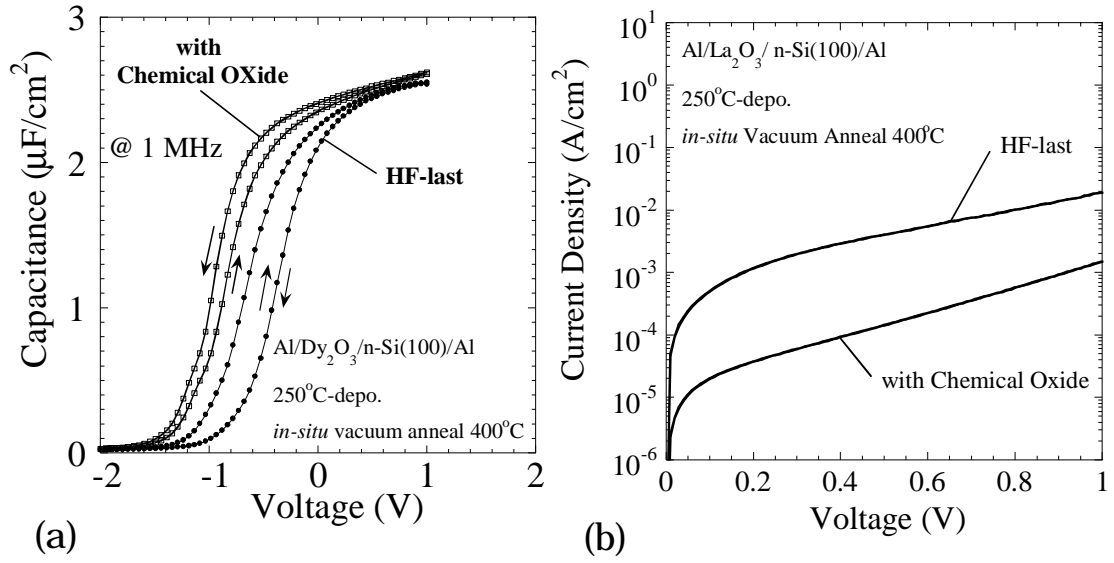 3
2
1
0
-2
-1
0
1
2
Capacitance (μF/cm²)
Voltage (V)
with
Chemical OXide
@ 1 MHz
HF-last
Al/Dy₂O₃/n-Si(100)/Al
250°C-depo.
in-situ vacuum anneal 400°C
(a)
10¹
10⁰
10⁻¹
10⁻²
10⁻³
10⁻⁴
10⁻⁵
10⁻⁶
0
0.2
0.4
0.6
0.8
1
Current Density (A/cm²)
Voltage (V)
Al/La₂O₃/ n-Si(100)/Al
250°C-depo.
in-situ Vacuum Anneal 400°C
HF-last
with Chemical Oxide
(b)